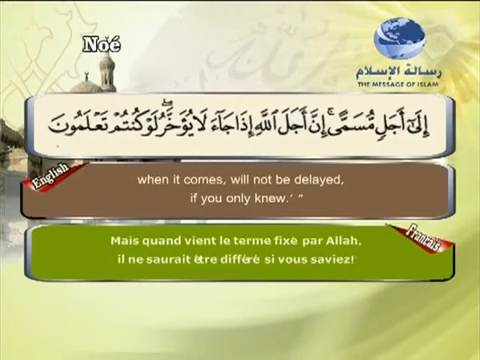 Noé
رسالة الإسلام
THE MESSAGE OF ISLAM
إِلَىٰٓ أَجَلٍ مُّسَمًّى ۚ إِنَّ أَجَلَ ٱللَّهِ إِذَا جَآءَ لَا يُؤَخَّرُ ۖ لَوْ كُنتُمْ تَعْلَمُونَ
English
when it comes, will not be delayed,
if you only knew.’ ”
Francais
Mais quand vient le terme fixé par Allah,
il ne saurait être différé si vous saviez!